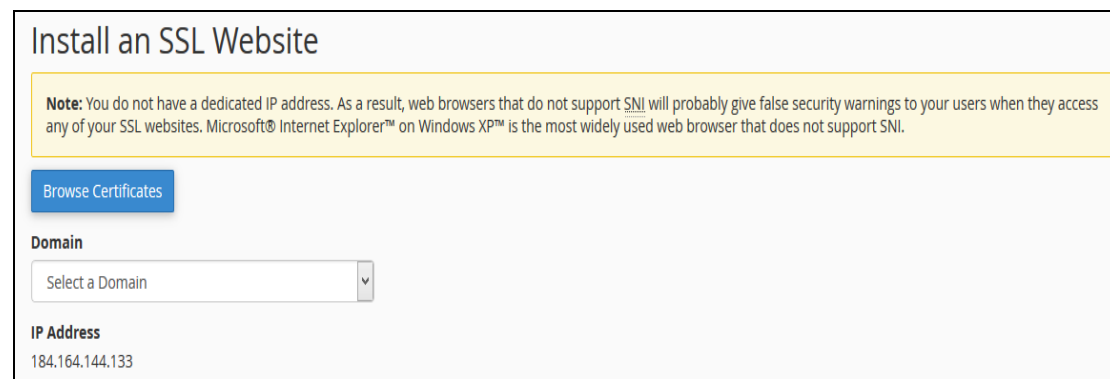 Install an SSL Website
Note: You do not have a dedicated IP address. As a result, web browsers that do not support SNI will probably give false security warnings to your users when they access
any of your SSL websites. Microsoft® Internet Explorer™ on Windows XP™ is the most widely used web browser that does not support SNI.
Browse Certificates
Domain
Select a Domain
IP Address
184.164.144.133